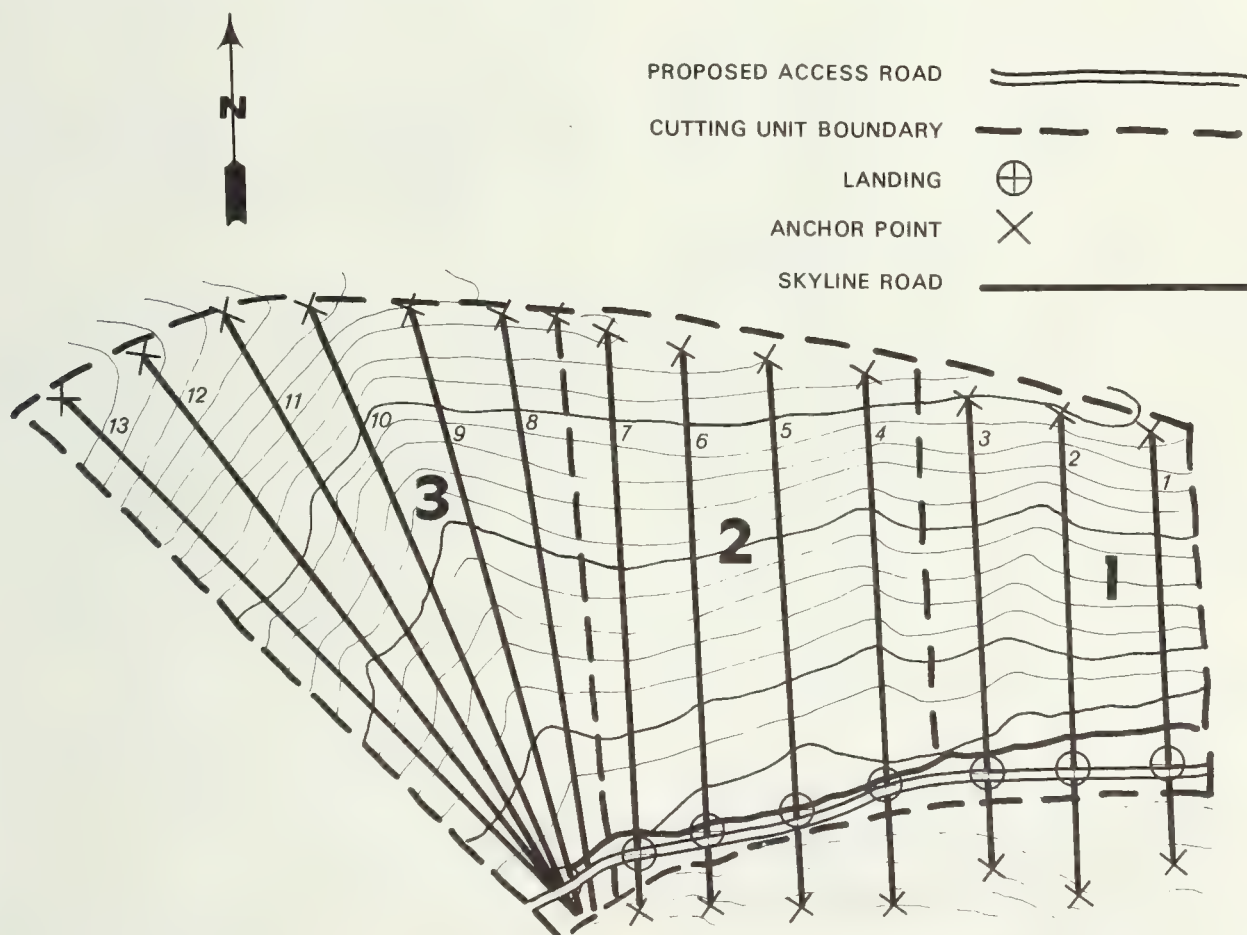 N
PROPOSED ACCESS ROAD
CUTTING UNIT BOUNDARY
LANDING
ANCHOR POINT
SKYLINE ROAD
13
12
11
10
9
8
7
6
5
4
3
2
1
3
2
1